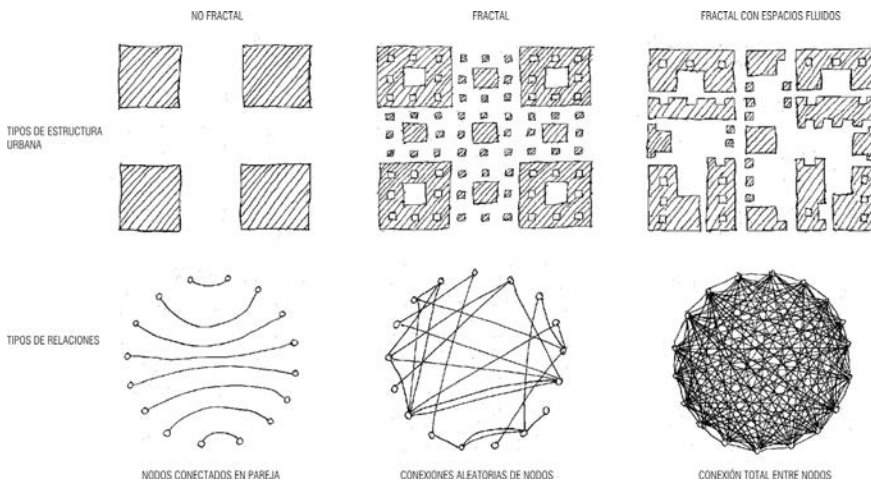 NO FRACTAL
FRACTAL
FRACTAL CON ESPACIOS FLUIDOS
TIPOS DE ESTRUCTURA
URBANA
TIPOS DE RELACIONES
NODOS CONECTADOS EN PAREJA
CONEXIONES ALEATORIAS DE NODOS
CONEXIÓN TOTAL ENTRE NODOS